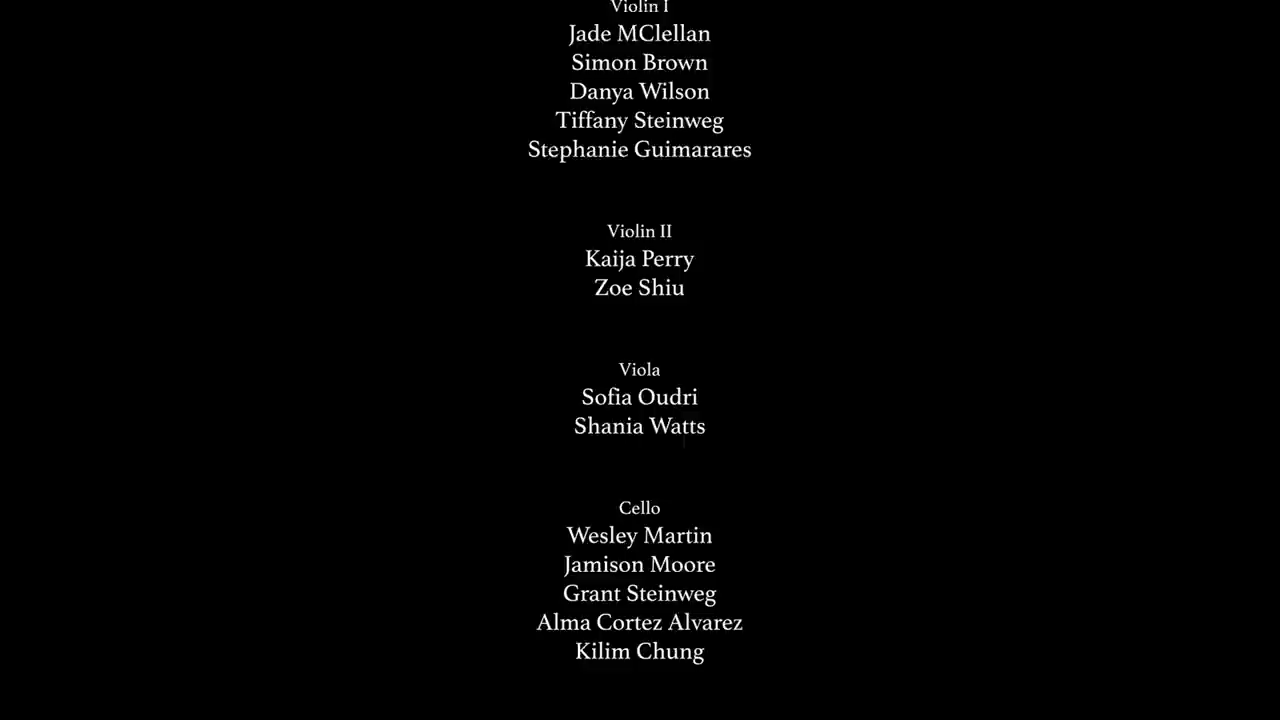 Violin I
Jade MClellan
Simon Brown
Danya Wilson
Tiffany Steinweg
Stephanie Guimarares
Violin II
Kaija Perry
Zoe Shiu
Viola
Sofia Oudri
Shania Watts
Cello
Wesley Martin
Jamison Moore
Grant Steinweg
Alma Cortez Alvarez
Kilim Chung